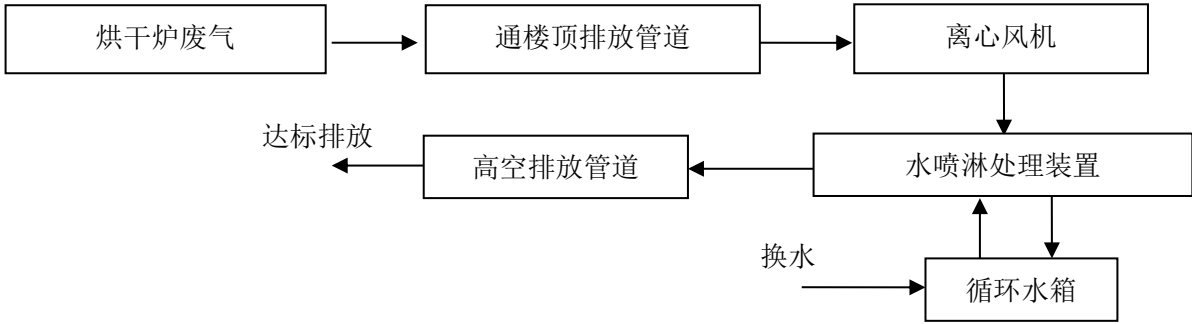 烘干炉废气
通楼顶排放管道
离心风机
达标排放
高空排放管道
水喷淋处理装置
换水
循环水箱